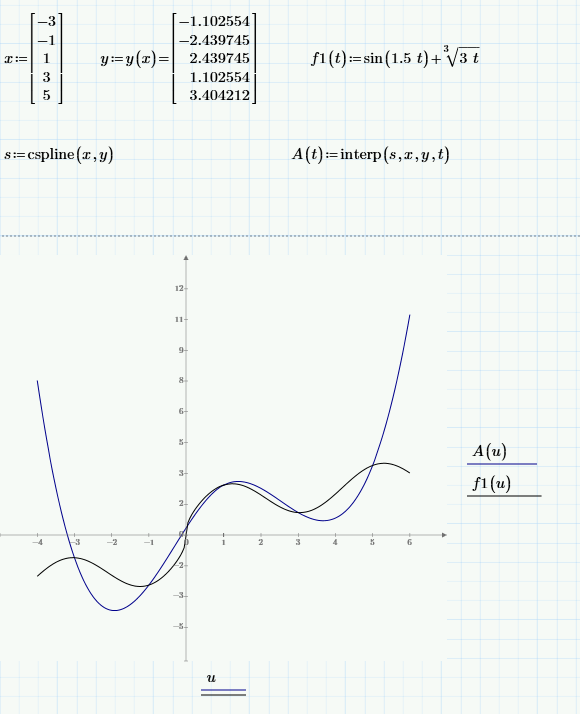 x:=[−3 −1 1 3 5] y:=y(x)=[−1.102554 −2.439745 2.439745 1.102554 3.404212] f1(t):=sin(1.5 t)+∛(3 t)
s:=cspline(x,y) A(t):=interp(s,x,y,t)
12
11
9
8
6
5
3
2
0
−2
−3
−5
−4 −3 −2 −1 0 1 2 3 4 5 6
A(u)
f1(u)
u